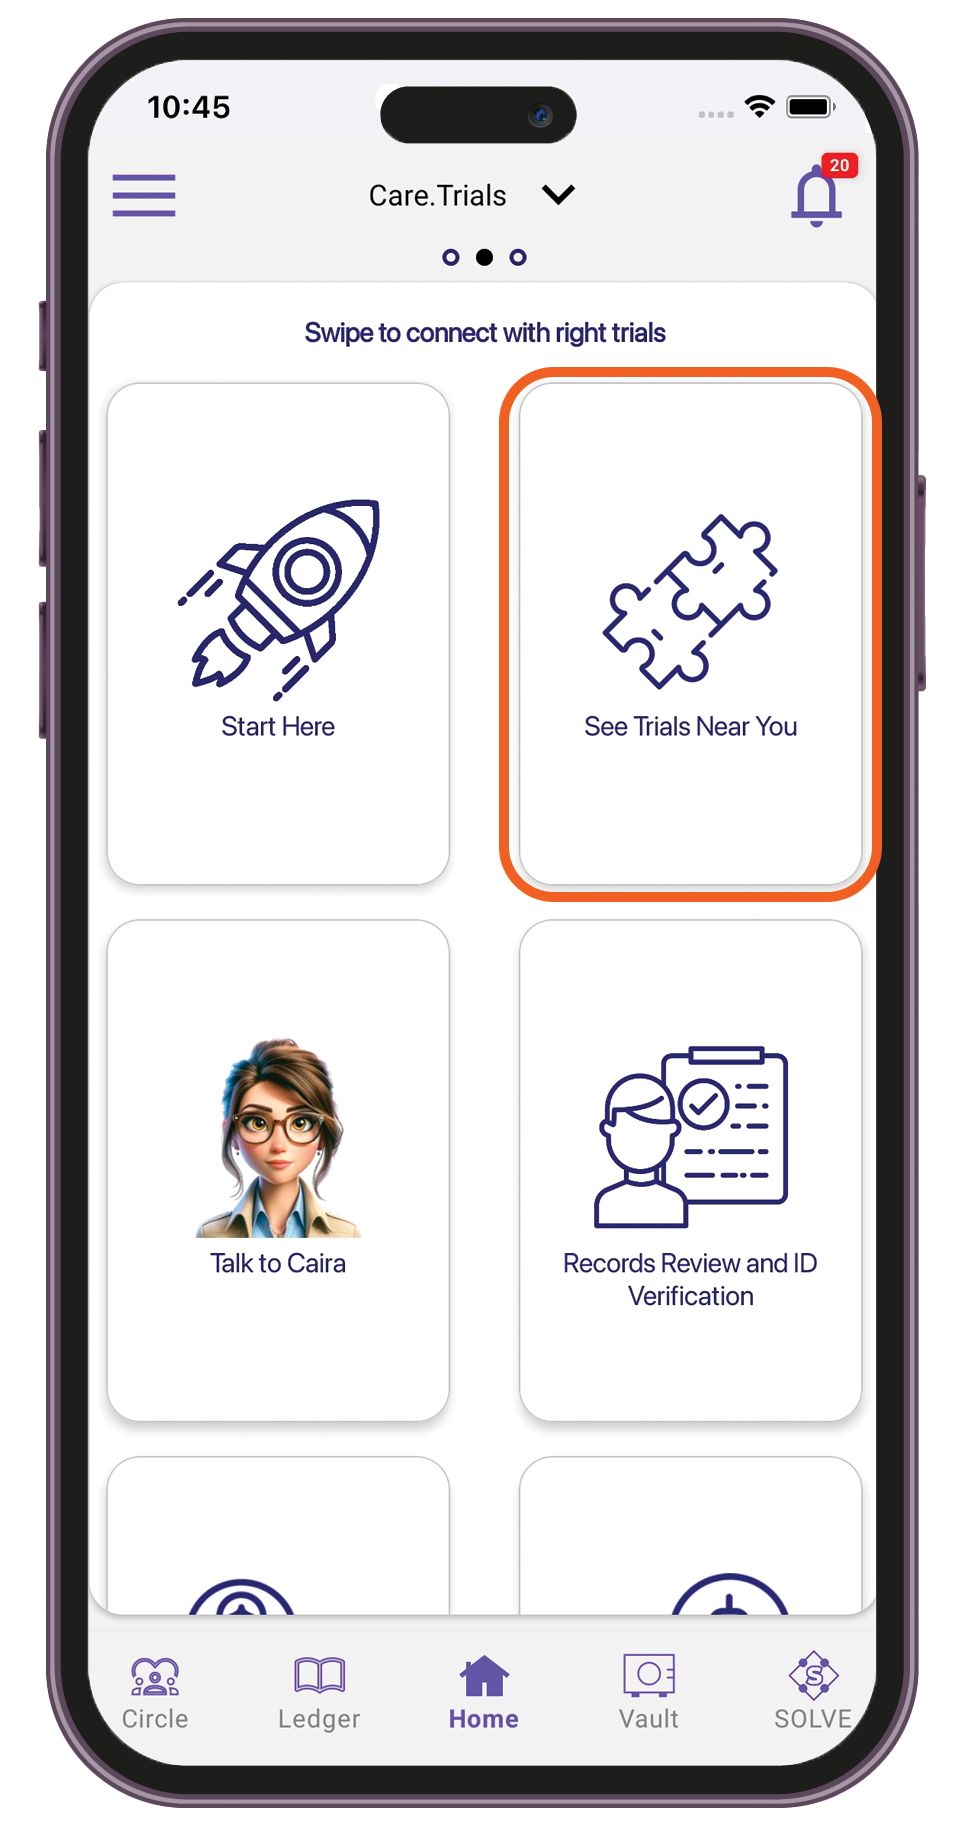 10:45
20
Care.Trials
Swipe to connect with right trials
Start Here
See Trials Near You
Talk to Caira
Records Review and ID
Verification
Circle
Ledger
Home
Vault
S
SOLVE